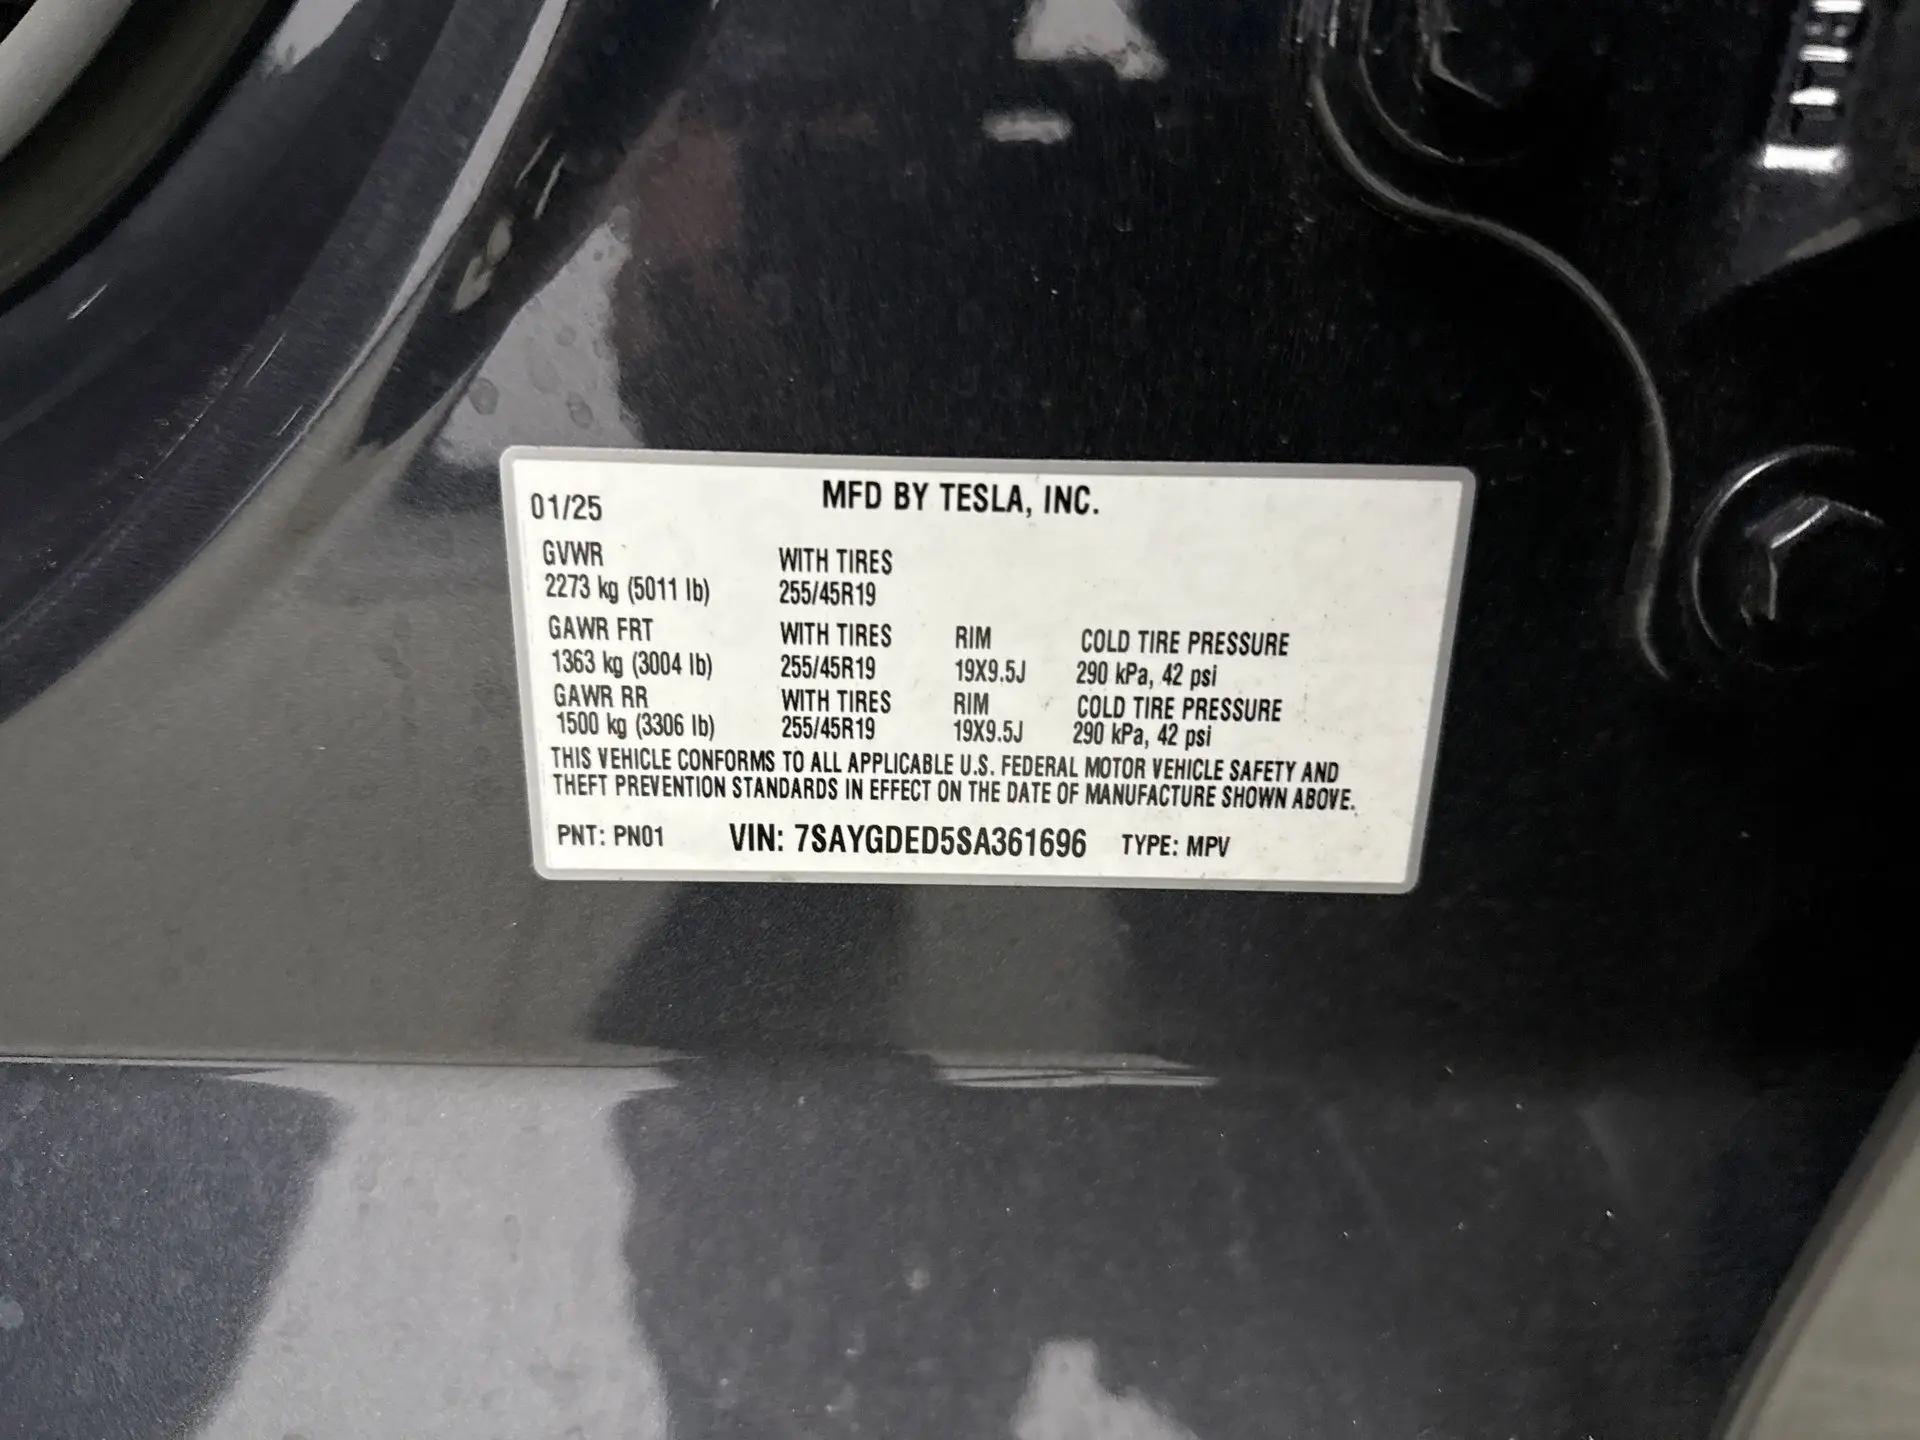 01/25 MFD BY TESLA, INC.
GVWR WITH TIRES
2273 kg (5011 lb) 255/45R19
GAWR FRT WITH TIRES RIM COLD TIRE PRESSURE
1363 kg (3004 lb) 255/45R19 19X9.5J 290 kPa, 42 psi
GAWR RR WITH TIRES RIM COLD TIRE PRESSURE
1500 kg (3306 lb) 255/45R19 19X9.5J 290 kPa, 42 psi
THIS VEHICLE CONFORMS TO ALL APPLICABLE U.S. FEDERAL MOTOR VEHICLE SAFETY AND
THEFT PREVENTION STANDARDS IN EFFECT ON THE DATE OF MANUFACTURE SHOWN ABOVE.
PNT: PN01 VIN: 7SAYGDED5SA361696 TYPE: MPV